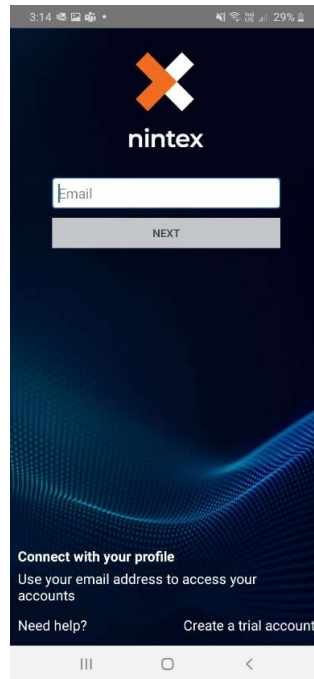 3:14
29%
nintex
Email
NEXT
Connect with your profile
Use your email address to access your
accounts
Need help? Create a trial account